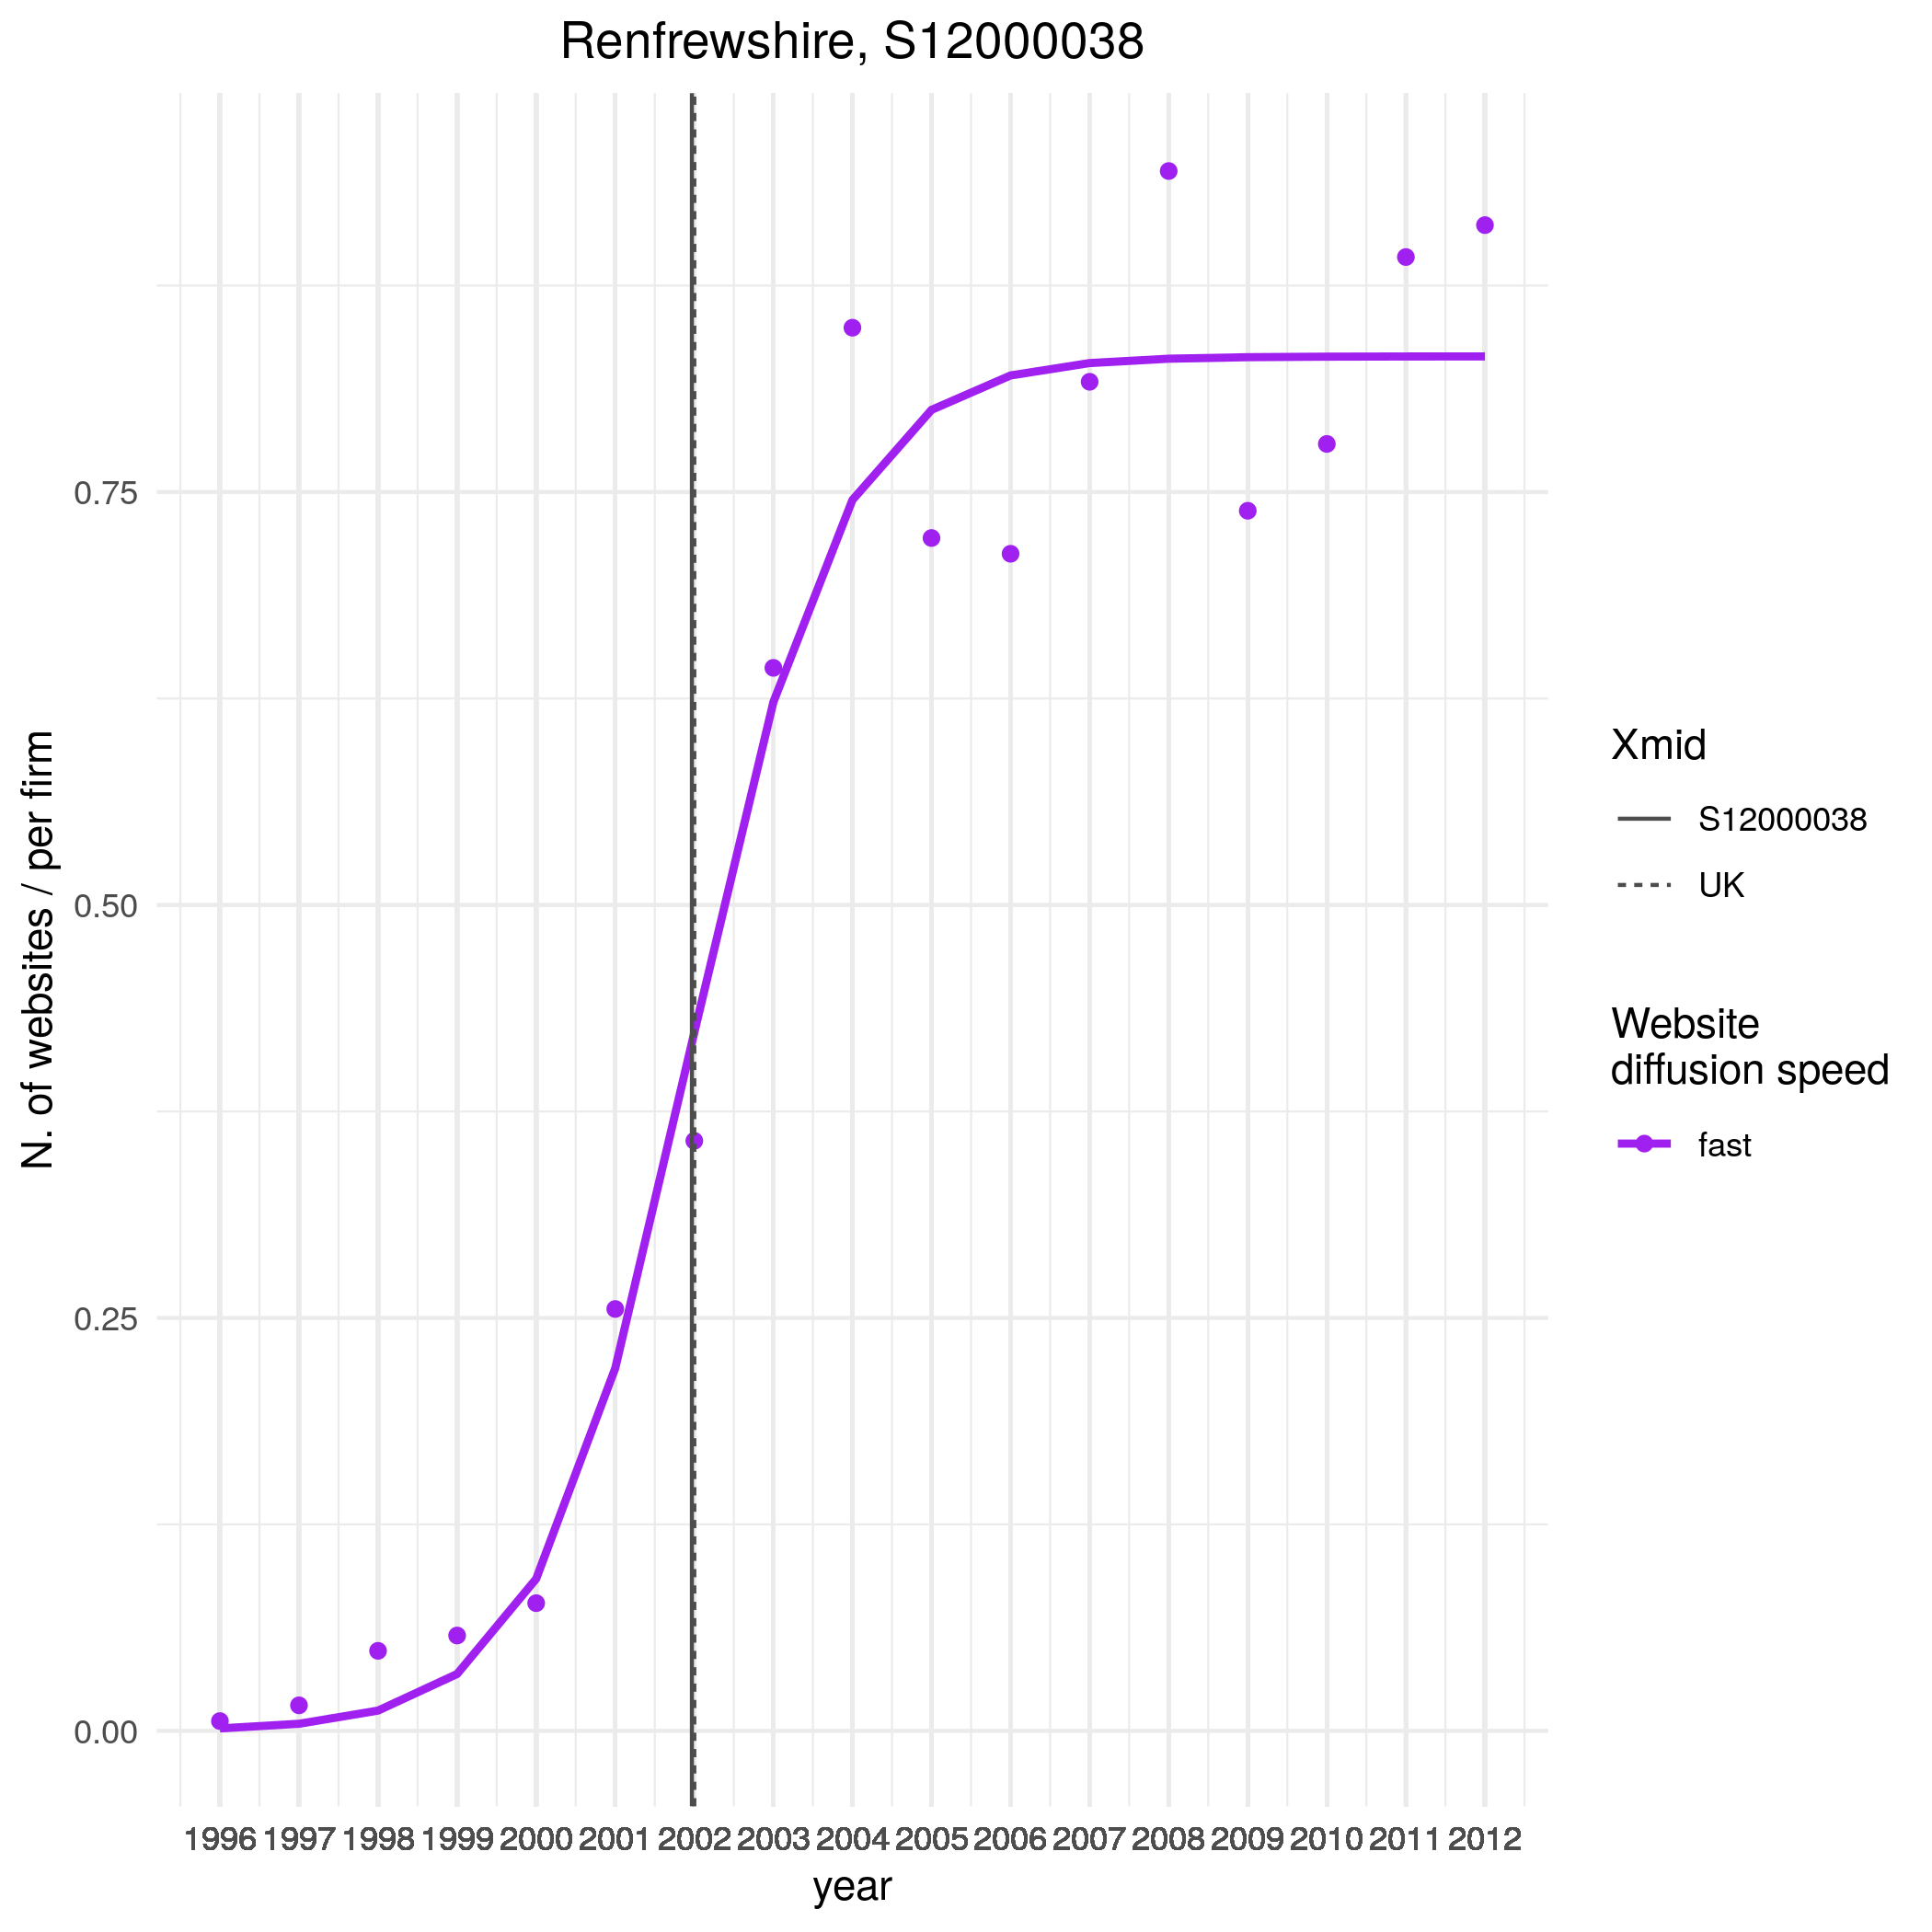 Renfrewshire, S12000038
N. of websites / per firm
0.75
0.50
0.25
0.00
1996 1997 1998 1999 2000 2001 2002 2003 2004 2005 2006 2007 2008 2009 2010 2011 2012
year
Xmid
S12000038
UK
Website
diffusion speed
fast